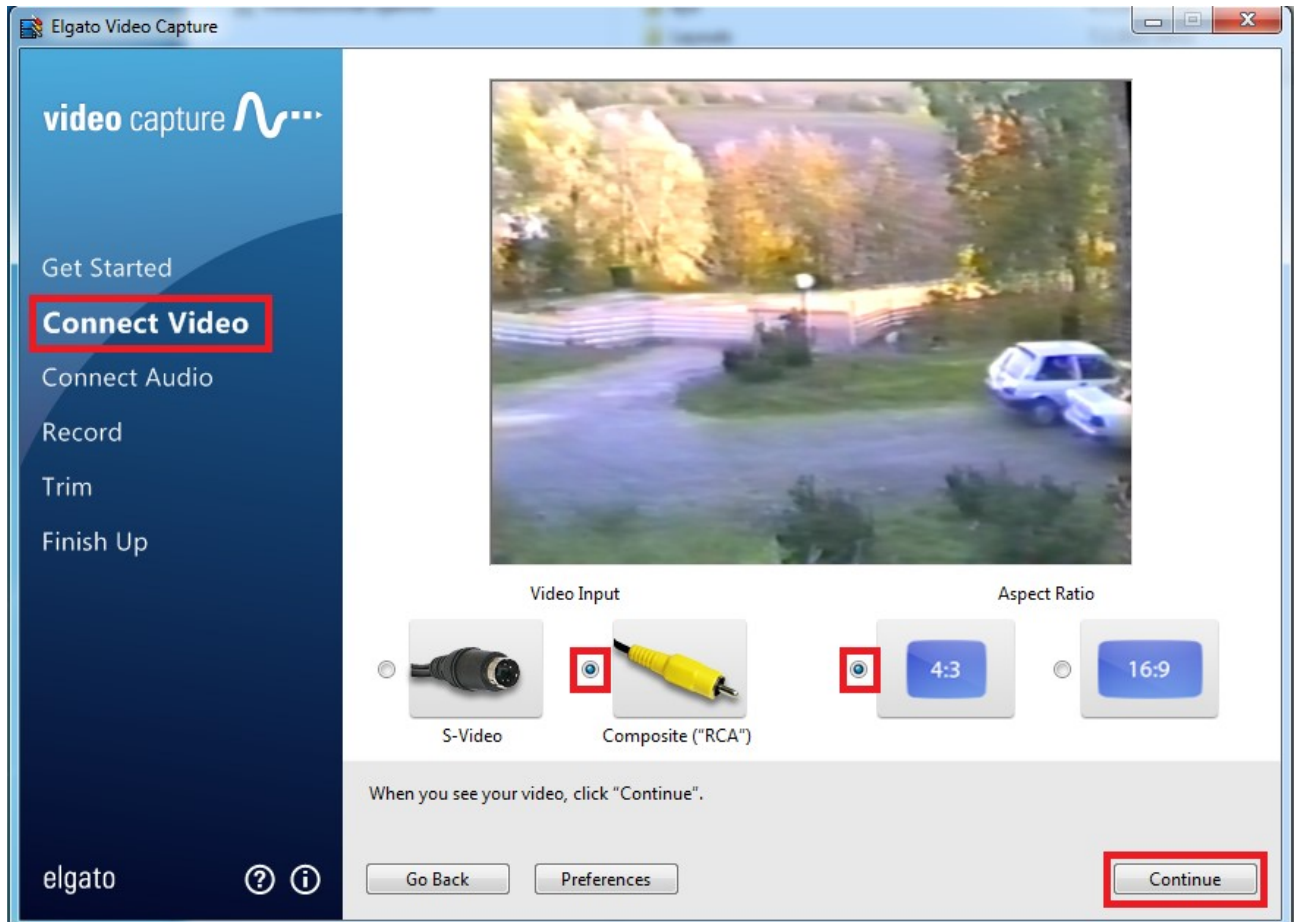 Elgato Video Capture
video capture
Get Started
Connect Video
Connect Audio
Record
Trim
Finish Up
elgato
Video Input
Aspect Ratio
4:3
16:9
S-Video
Composite ("RCA")
When you see your video, click "Continue".
Go Back
Preferences
Continue